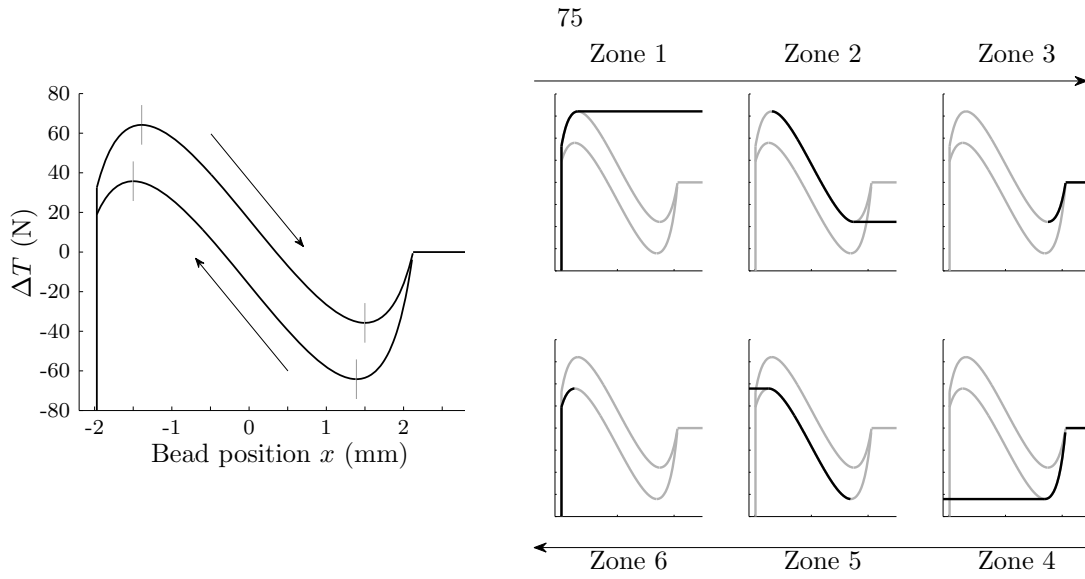 75
Zone 1 Zone 2 Zone 3
80
60
40
20
0
-20
-40
-60
-80
ΔT (N)
-2 -1 0 1 2
Bead position x (mm)
Zone 6 Zone 5 Zone 4